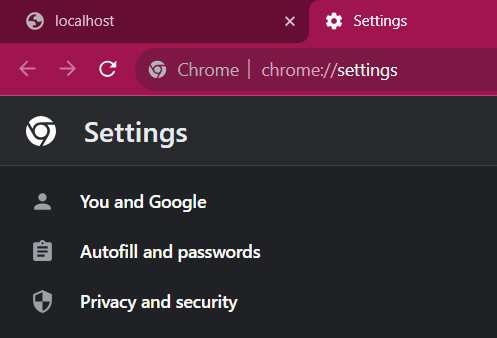 localhost
Settings
Chrome | chrome://settings
Settings
You and Google
Autofill and passwords
Privacy and security